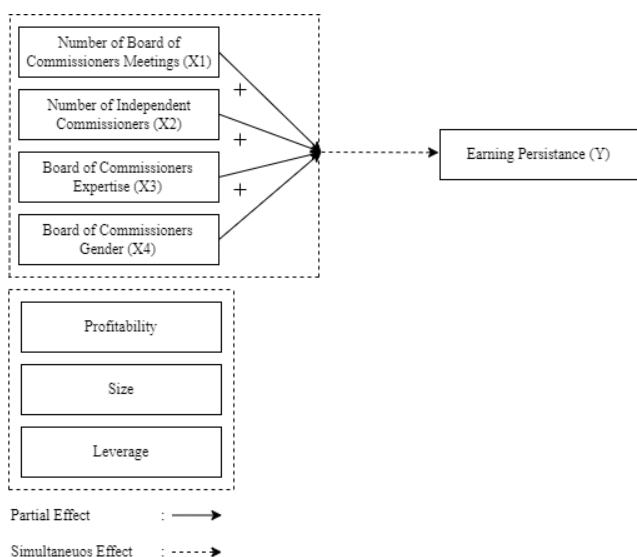 Number of Board of
Commissioners Meetings (X1)
+
Number of Independent
Commissioners (X2)
+
Board of Commissioners
Expertise (X3)
+
Board of Commissioners
Gender (X4)
Earning Persistance (Y)
Profitability
Size
Leverage
Partial Effect :
Simultaneuos Effect :